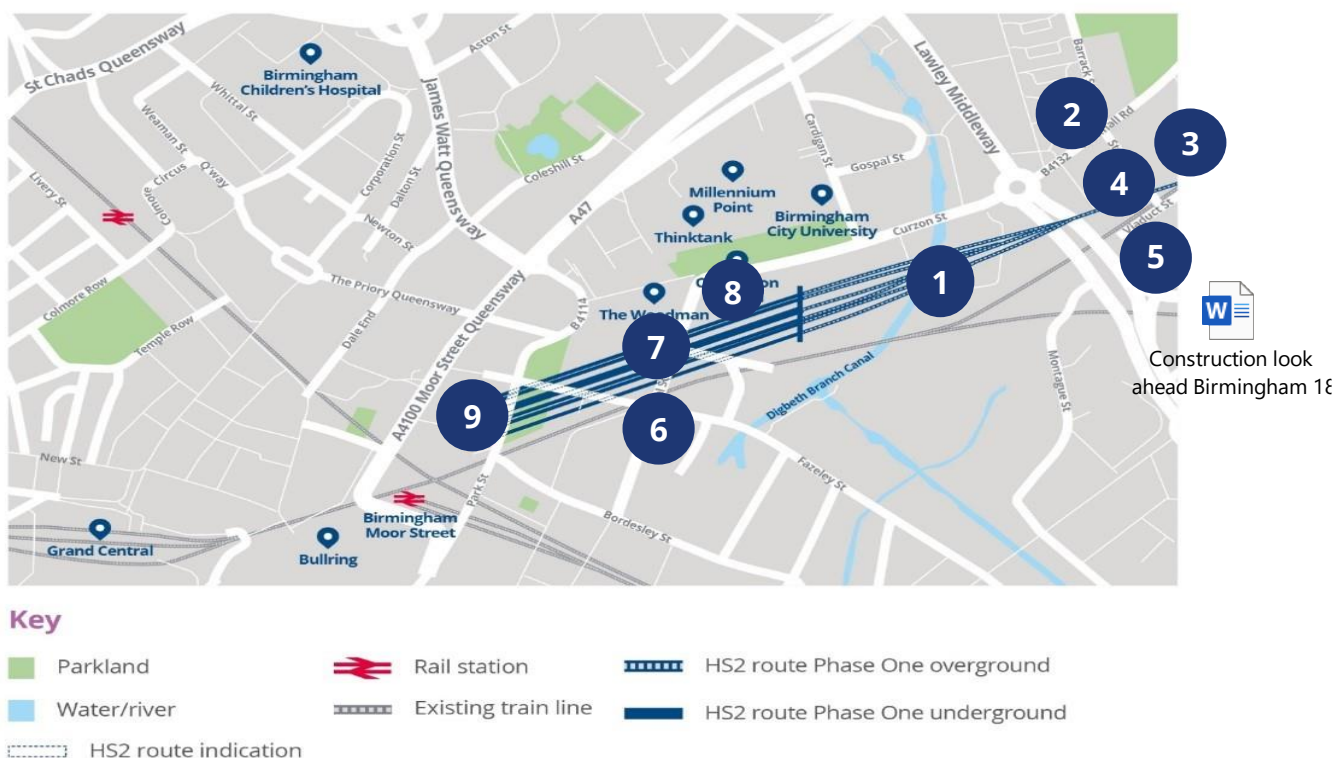 St Chads Queensway
Birmingham
Children's Hospital
Whittal St
Weaman St
Livery St
Colmore
Circus
Q'way
Corporation St
Dalton St
Newton St
James Watt Queensway
Aston St
Coleshill St
A47
Lawley Middleway
Barrack
Cardigan St
Gospal St
B4132
Rd
2
3
4
5
Viaduct St
Millennium
Point
Thinktank
Birmingham
City University
Curzon St
1
8
The Woodman
7
9
6
B4114
The Priory Queensway
Dale End
Colmore Row
Temple Row
A4100 Moor Street Queensway
Park St
New St
Grand Central
Bullring
Birmingham
Moor Street
Bordesley St
Fazeley St
Digbeth Branch Canal
Montague St
W
Construction look
ahead Birmingham 18
Key
Parkland
Water/river
HS2 route indication
Rail station
Existing train line
HS2 route Phase One overground
HS2 route Phase One underground